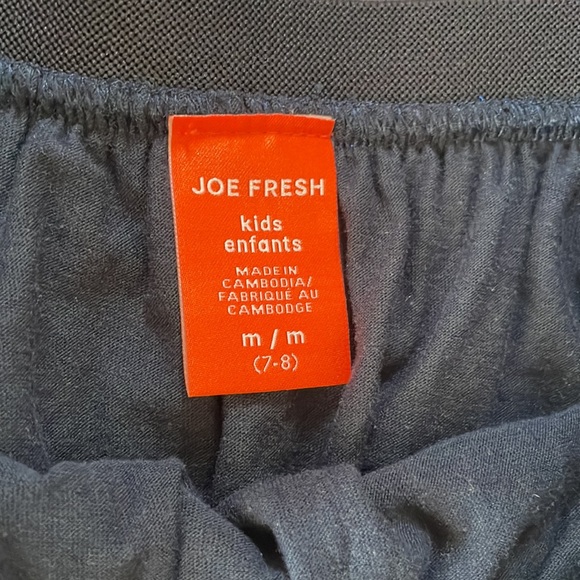 JOE FRESH
kids
enfants
MADE IN
CAMBODIA/
FABRIQUÉ AU
CAMBODGE
m / m
(7-8)